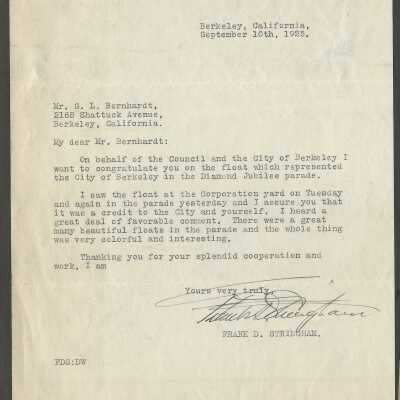 Berkeley, California,
September 10th, 1925.
Mr. G. L. Bernhardt,
2168 Shattuck Avenue,
Berkeley, California.
My dear Mr. Bernhardt:
On behalf of the Council and the City of Berkeley I
want to congratulate you on the float which represented
the City of Berkeley in the Diamond Jubilee parade.
I saw the float at the Corporation yard on Tuesday
and again in the parade yesterday and I assure you that
it was a credit to the City and yourself. I heard a
great deal of favorable comment. There were a great
many beautiful floats in the parade and the whole thing
was very colorful and interesting.
Thanking you for your splendid cooperation and
work, I am
Yours very truly,
Frank D. Stringham
FRANK D. STRINGHAM.
FDS:DW